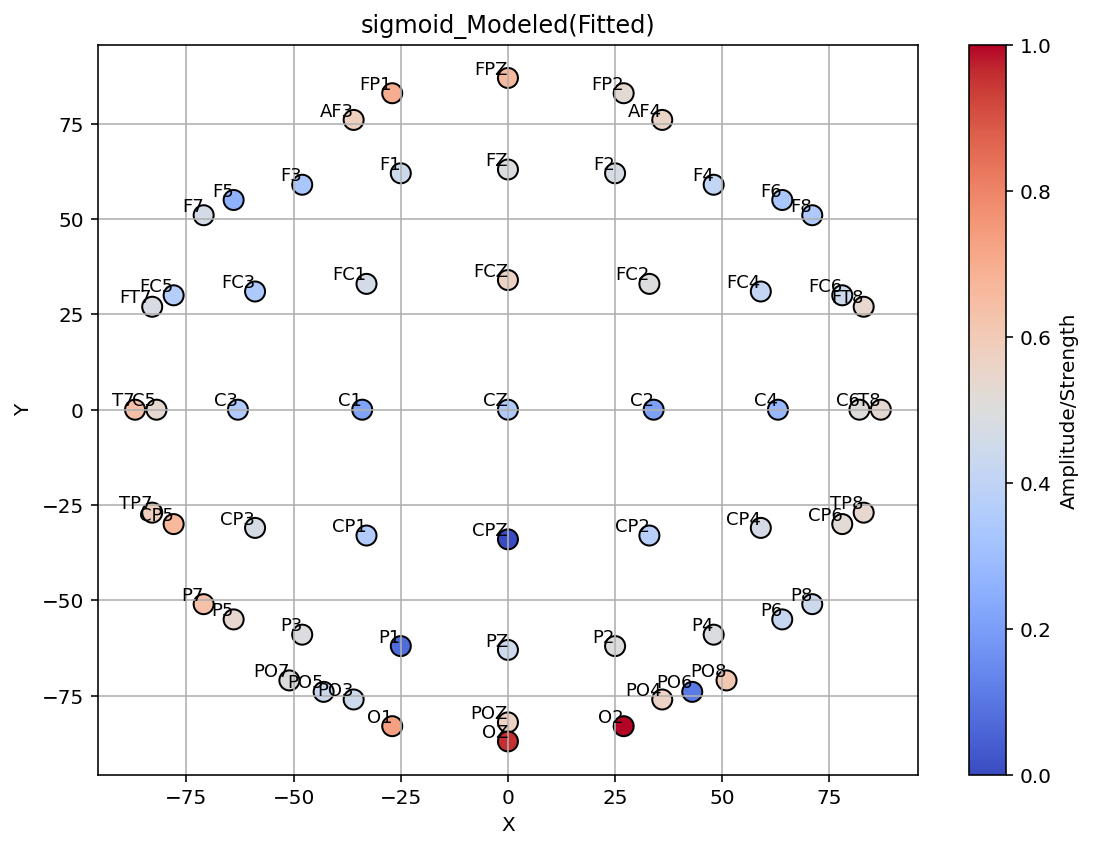 sigmoid_Modeled(Fitted)
FPZ
FP1
FP2
AF3
AF4
F1
FZ
F2
F3
F4
F5
F6
F7
F8
FC5
FC3
FC1
FCZ
FC2
FC4
FC6
FT7
FT8
T7
C5
C3
C1
CZ
C2
C4
C6
T8
TP7
CP5
CP3
CP1
CPZ
CP2
CP4
CP6
TP8
P7
P5
P3
P1
PZ
P2
P4
P6
P8
PO7
PO5
PO3
PO4
PO6
PO8
O1
POZ
O2
OZ
75
50
25
0
−25
−50
−75
Y
−75
−50
−25
0
25
50
75
X
1.0
0.8
0.6
0.4
0.2
0.0
Amplitude/Strength